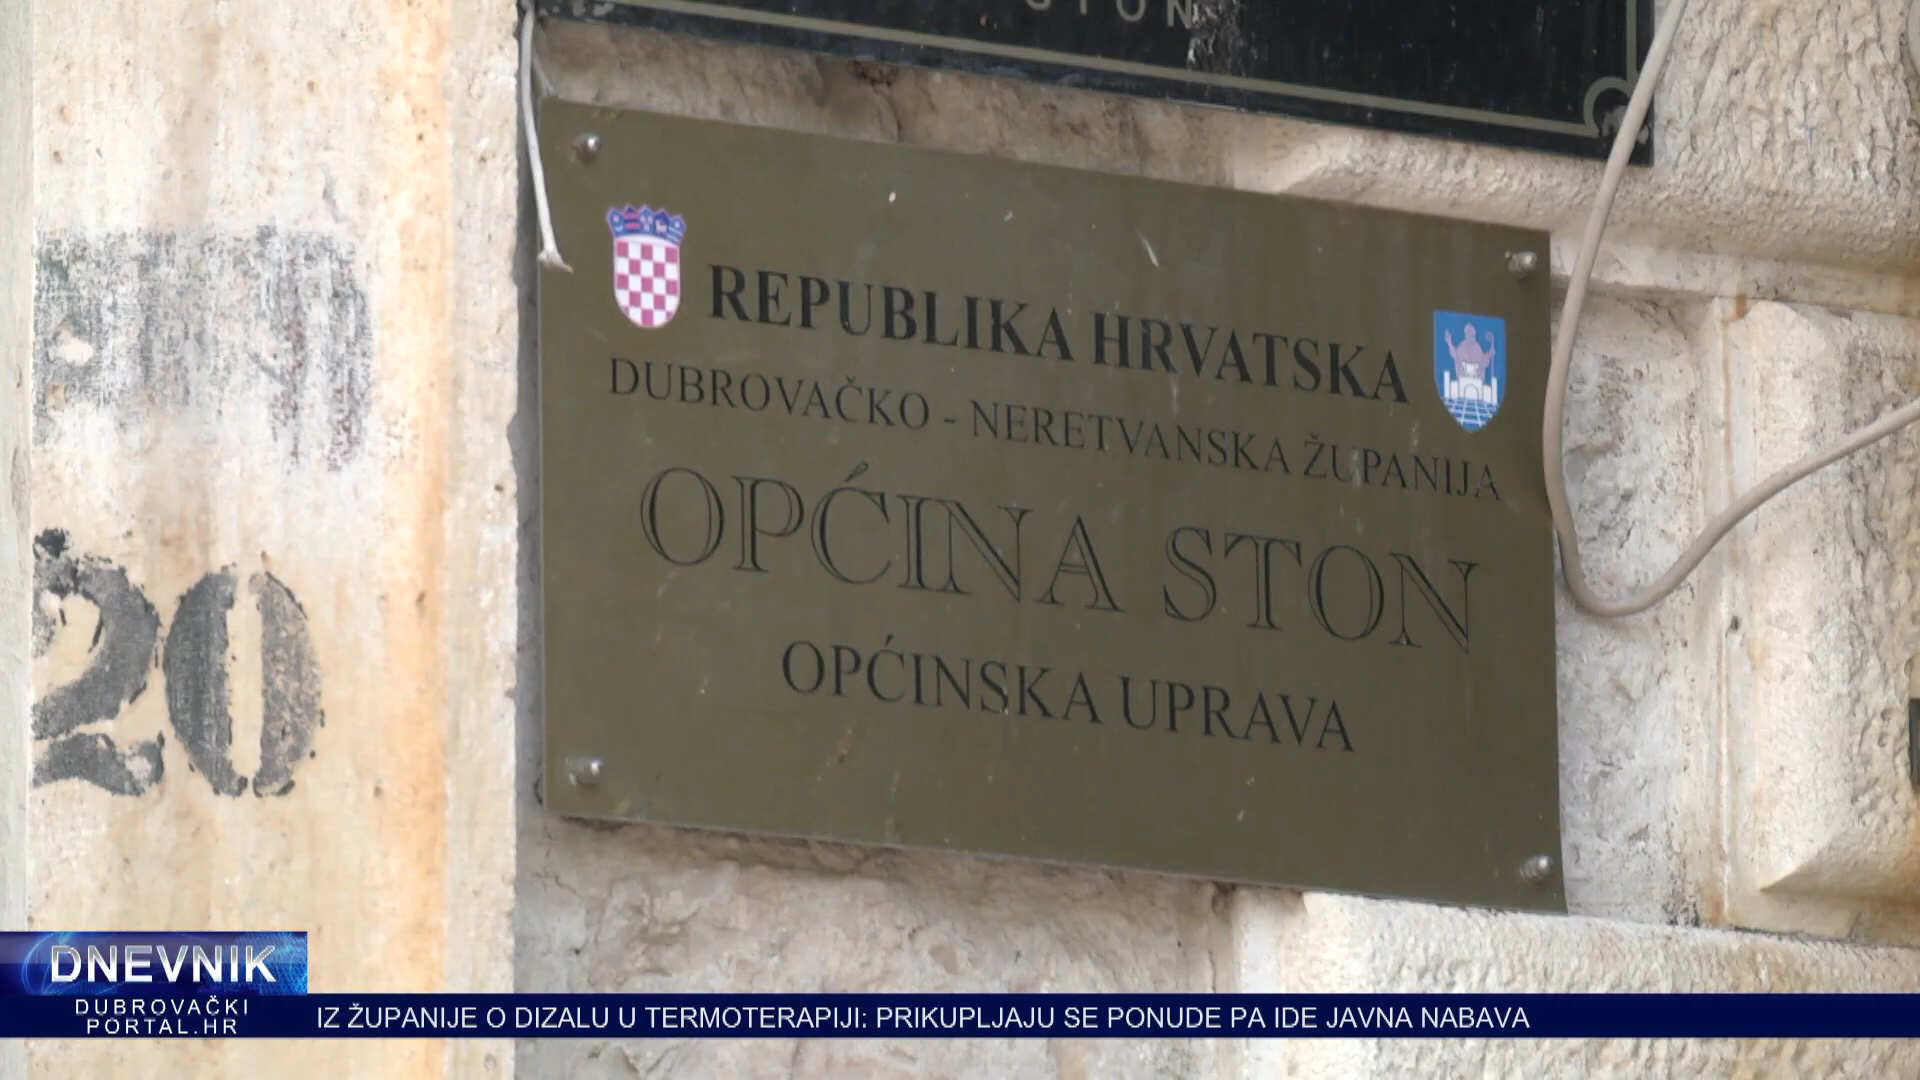 STON
REPUBLIKA HRVATSKA
DUBROVAČKO - NERETVANSKA ŽUPANIJA
OPĆINA STON
OPĆINSKA UPRAVA
20
DNEVNIK
DUBROVAČKI
PORTAL.HR
IZ ŽUPANIJE O DIZALU U TERMOTERAPIJI: PRIKUPLJAJU SE PONUDE PA IDE JAVNA NABAVA